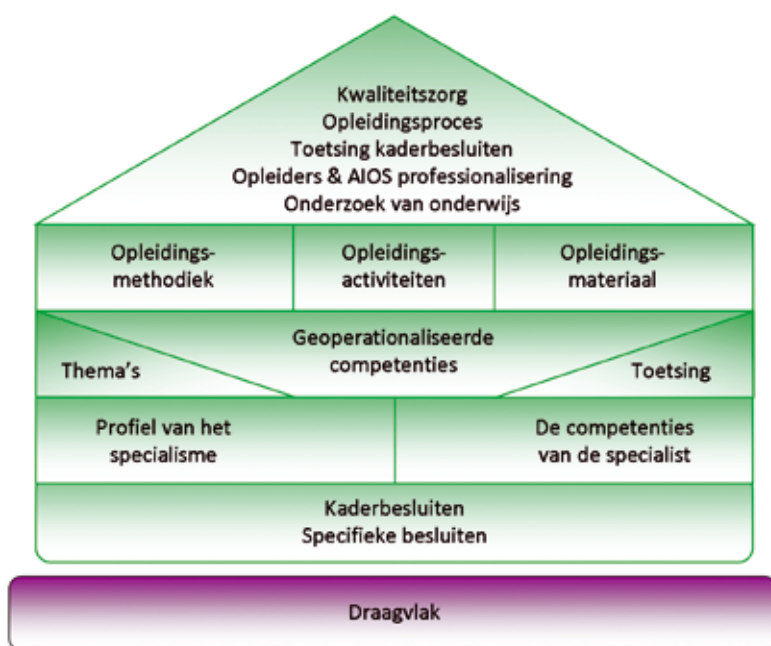 Kwaliteitszorg
Opleidingsproces
Toetsing kaderbesluiten
Opleiders & AIOS professionalisering
Onderzoek van onderwijs
Opleidings-
methodiek
Opleidings-
activiteiten
Opleidings-
materiaal
Geoperationaliseerde
competenties
Thema's
Toetsing
Profiel van het
specialisme
De competenties
van de specialist
Kaderbesluiten
Specifieke besluiten
Draagvlak